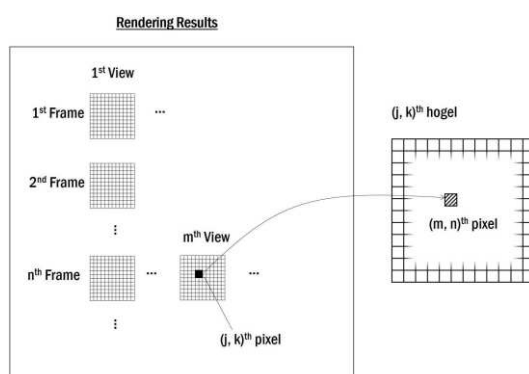 Rendering Results
1st View
1st Frame
...
(j, k)th hogel
2nd Frame
⋮
mth View
(m, n)th pixel
nth Frame
...
...
⋮
(j, k)th pixel